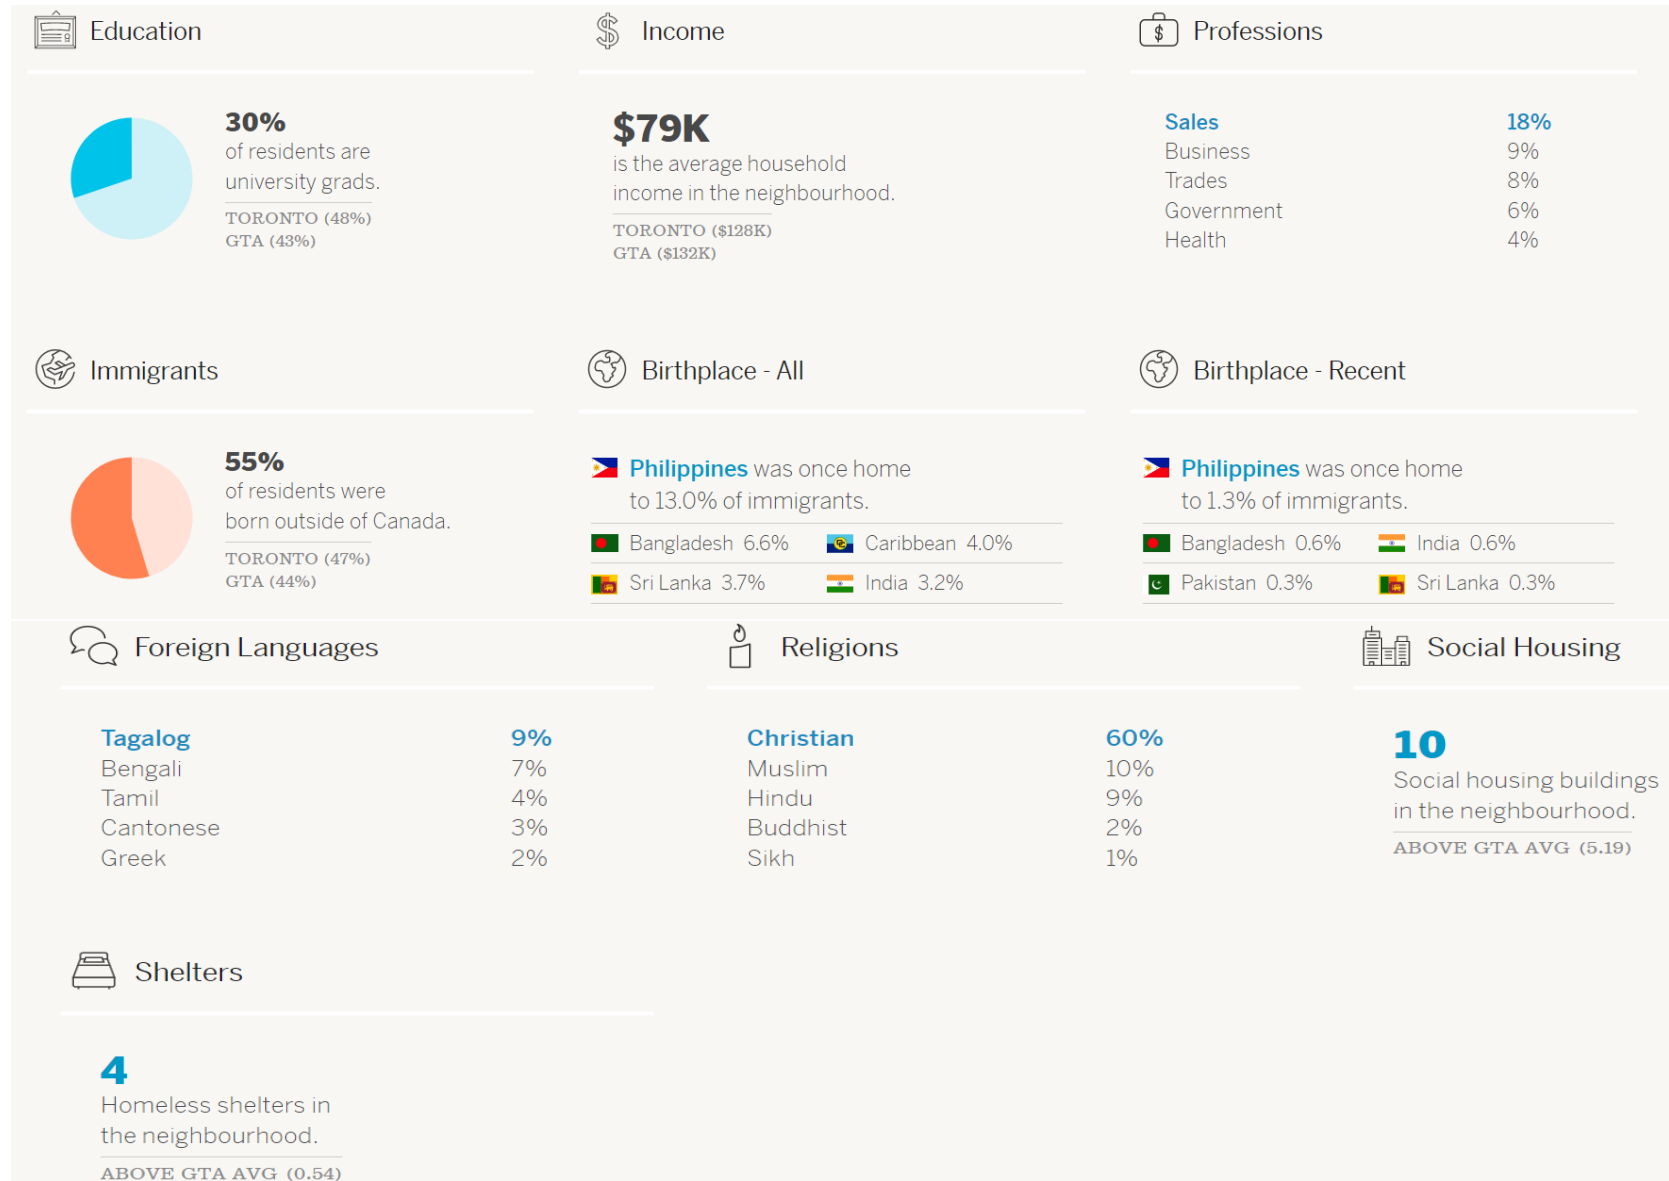 Education
30%
of residents are
university grads.
TORONTO (48%)
GTA (43%)
Income
$79K
is the average household
income in the neighbourhood.
TORONTO ($128K)
GTA ($132K)
Professions
Sales 18%
Business 9%
Trades 8%
Government 6%
Health 4%
Immigrants
55%
of residents were
born outside of Canada.
TORONTO (47%)
GTA (44%)
Birthplace - All
Philippines was once home
to 13.0% of immigrants.
Bangladesh 6.6% Caribbean 4.0%
Sri Lanka 3.7% India 3.2%
Birthplace - Recent
Philippines was once home
to 1.3% of immigrants.
Bangladesh 0.6% India 0.6%
Pakistan 0.3% Sri Lanka 0.3%
Foreign Languages
Tagalog 9%
Bengali 7%
Tamil 4%
Cantonese 3%
Greek 2%
Religions
Christian 60%
Muslim 10%
Hindu 9%
Buddhist 2%
Sikh 1%
Social Housing
10
Social housing buildings
in the neighbourhood.
ABOVE GTA AVG (5.19)
Shelters
4
Homeless shelters in
the neighbourhood.
ABOVE GTA AVG (0.54)